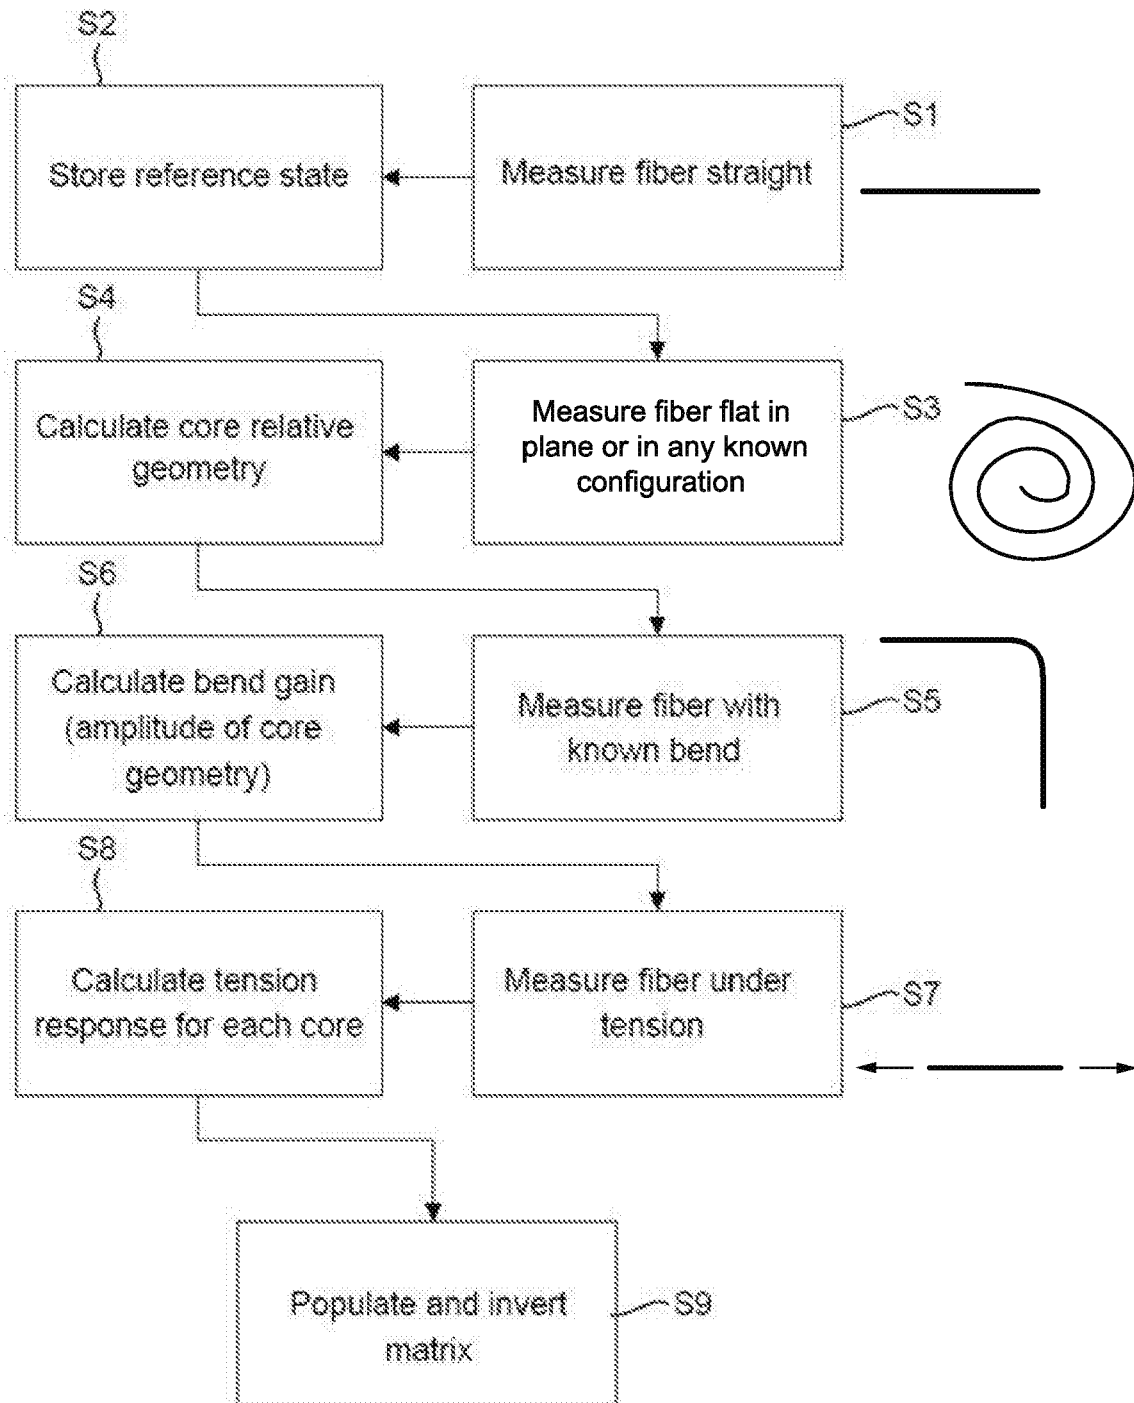 S2
S1
Store reference state
Measure fiber straight
S4
S3
Calculate core relative
geometry
Measure fiber flat in
plane or in any known
configuration
S6
S5
Calculate bend gain
(amplitude of core
geometry)
Measure fiber with
known bend
S8
S7
Calculate tension
response for each core
Measure fiber under
tension
Populate and invert
matrix
S9